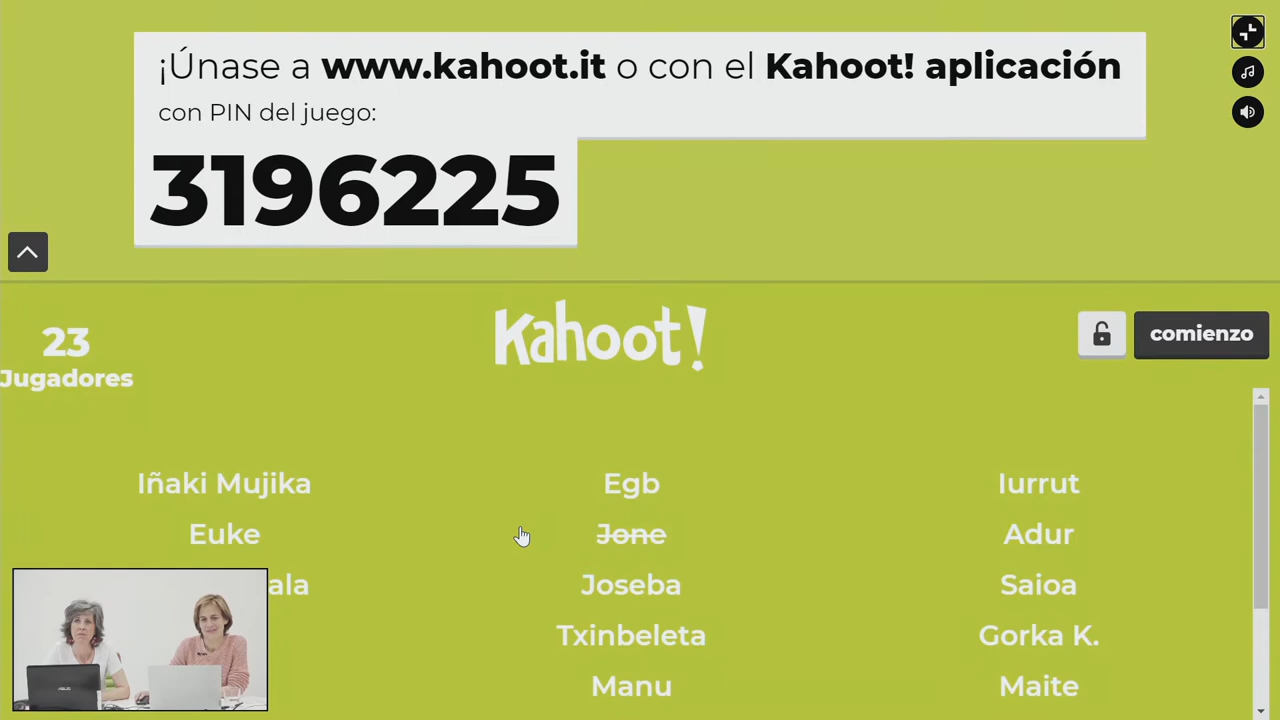 ¡Únase a www.kahoot.it o con el Kahoot! aplicación
con PIN del juego:
3196225
Kahoot!
23
Jugadores
comienzo
Iñaki Mujika
Egb
Iurrut
Euke
Jone
Adur
ala
Joseba
Saioa
Txinbeleta
Gorka K.
Manu
Maite
ASUS